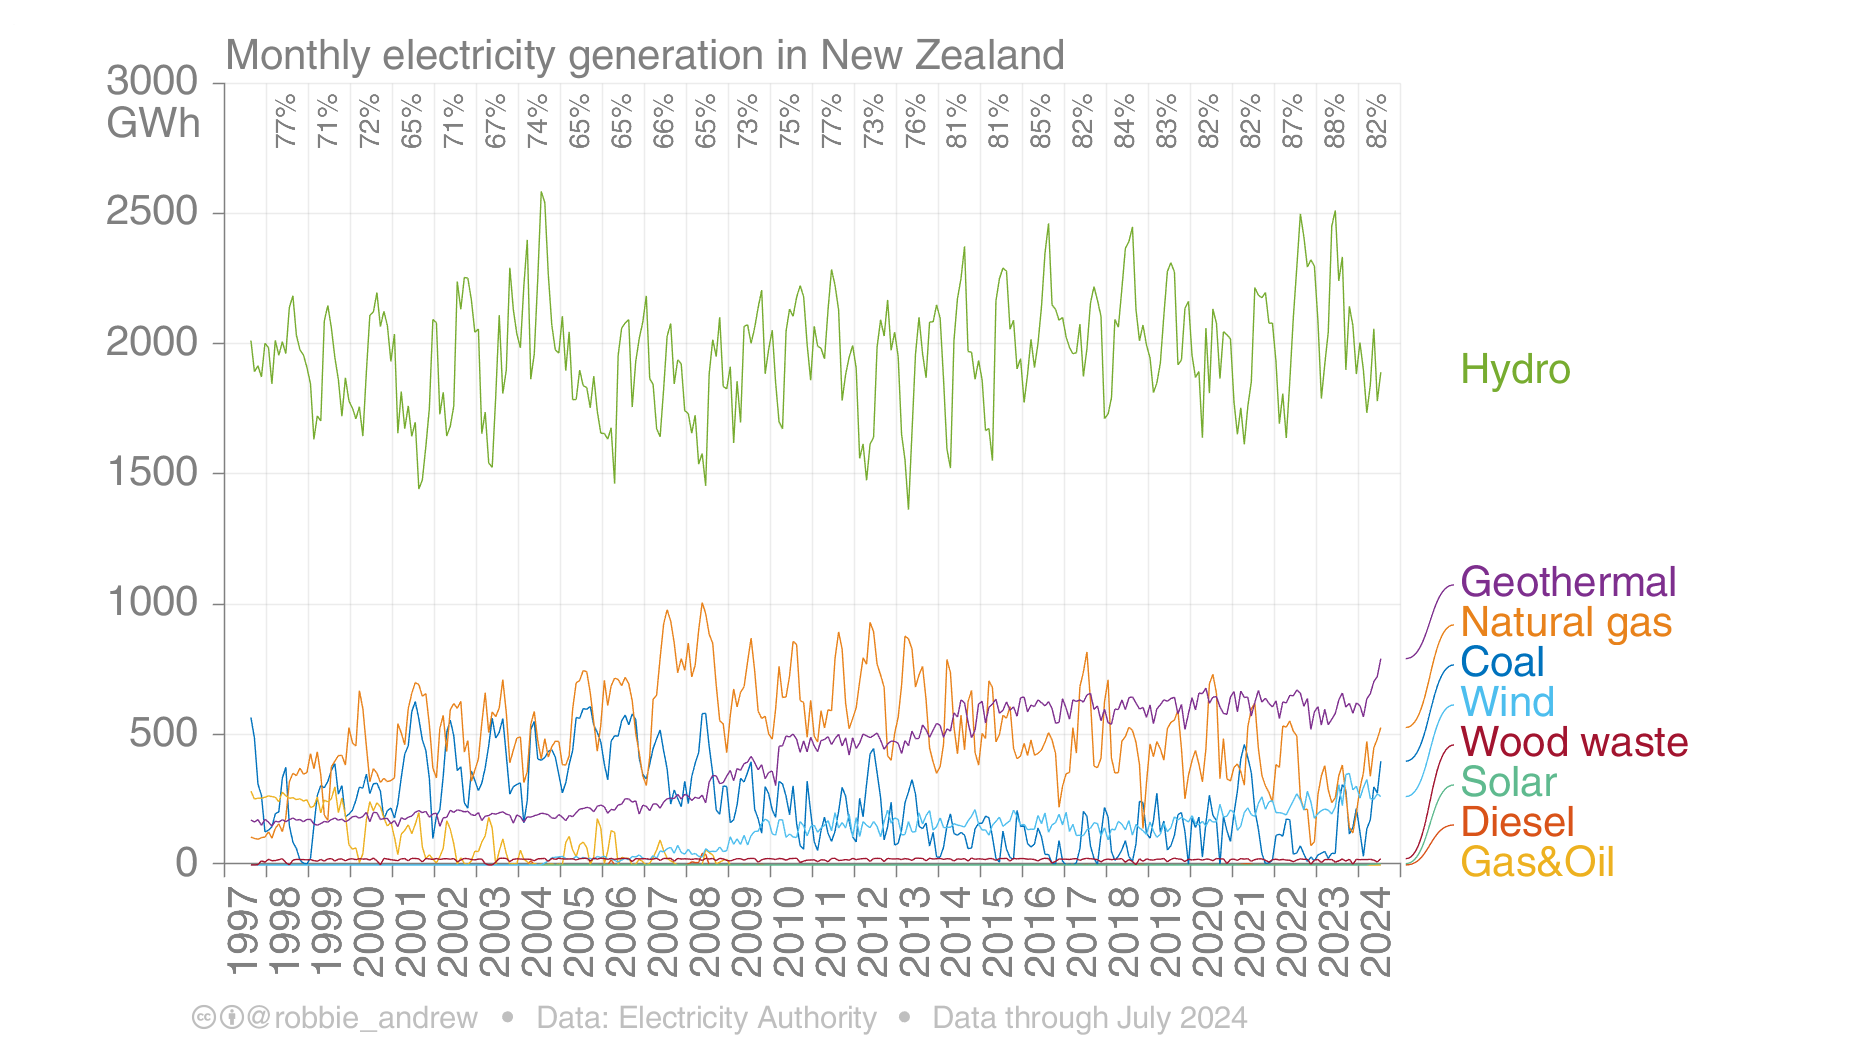 Monthly electricity generation in New Zealand
3000
GWh
77% 71% 72% 65% 71% 67% 74% 65% 65% 66% 65% 73% 75% 77% 73% 76% 81% 81% 85% 82% 84% 83% 82% 82% 87% 88% 82%
2500
2000
1500
1000
500
0
Hydro
Geothermal
Natural gas
Coal
Wind
Wood waste
Solar
Diesel
Gas&Oil
1997 1998 1999 2000 2001 2002 2003 2004 2005 2006 2007 2008 2009 2010 2011 2012 2013 2014 2015 2016 2017 2018 2019 2020 2021 2022 2023 2024
cc @robbie_andrew • Data: Electricity Authority • Data through July 2024